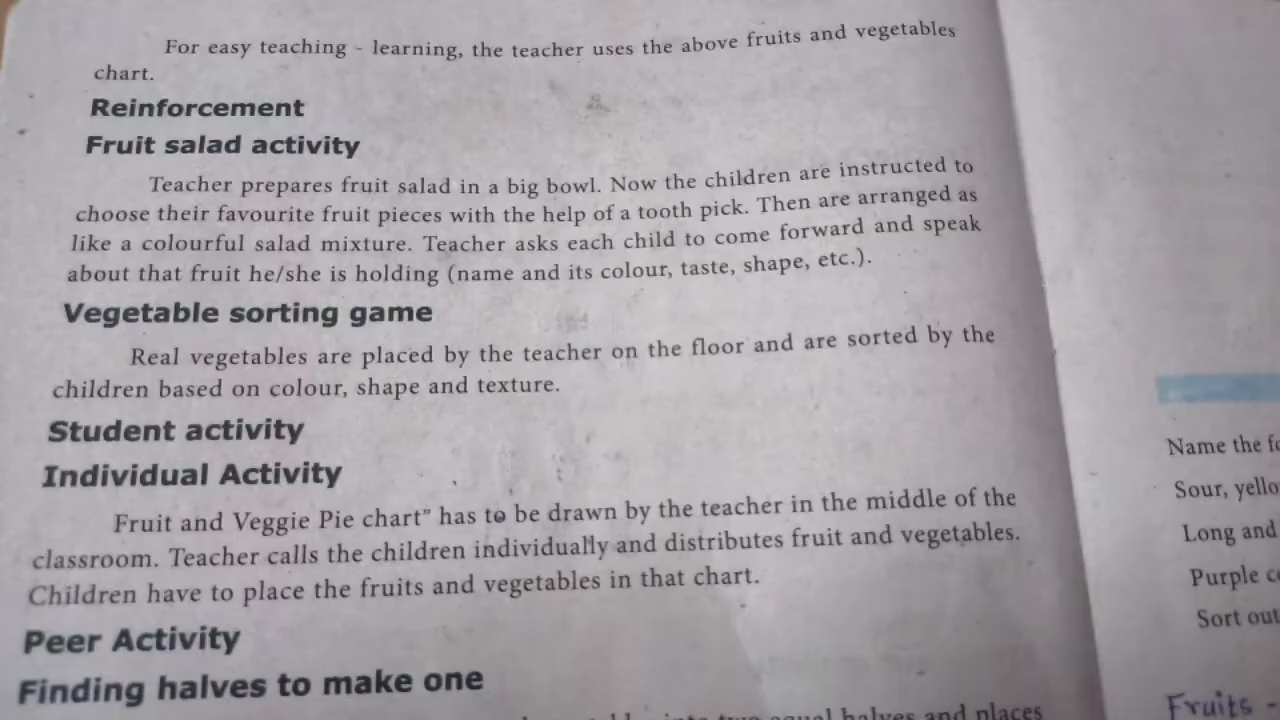 For easy teaching - learning, the teacher uses the above fruits and vegetables
chart.
Reinforcement
Fruit salad activity
Teacher prepares fruit salad in a big bowl. Now the children are instructed to
choose their favourite fruit pieces with the help of a tooth pick. Then are arranged as
like a colourful salad mixture. Teacher asks each child to come forward and speak
about that fruit he/she is holding (name and its colour, taste, shape, etc.).
Vegetable sorting game
Real vegetables are placed by the teacher on the floor and are sorted by the
children based on colour, shape and texture.
Student activity
Individual Activity
Fruit and Veggie Pie chart” has to be drawn by the teacher in the middle of the
classroom. Teacher calls the children individually and distributes fruit and vegetables.
Children have to place the fruits and vegetables in that chart.
Peer Activity
Finding halves to make one
into two equal halves and places
Name the
Sour,
Long and
Purple
Sort out
Fruits -